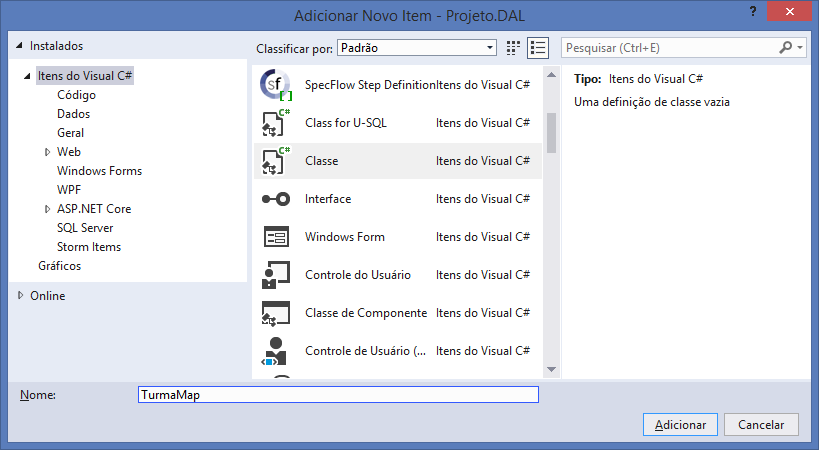 Adicionar Novo Item - Projeto.DAL
? ×
Instalados
Classificar por: Padrão
Pesquisar (Ctrl+E)
Itens do Visual C#
Código
Dados
Geral
Web
Windows Forms
WPF
ASP.NET Core
SQL Server
Storm Items
Gráficos
Online
sf [] SpecFlow Step Definition Itens do Visual C#
C# Class for U-SQL Itens do Visual C#
C# Classe Itens do Visual C#
Interface Itens do Visual C#
Windows Form Itens do Visual C#
Controle do Usuário Itens do Visual C#
Classe de Componente Itens do Visual C#
Controle de Usuário (... Itens do Visual C#
Tipo: Itens do Visual C#
Uma definição de classe vazia
Nome: TurmaMap
Adicionar Cancelar